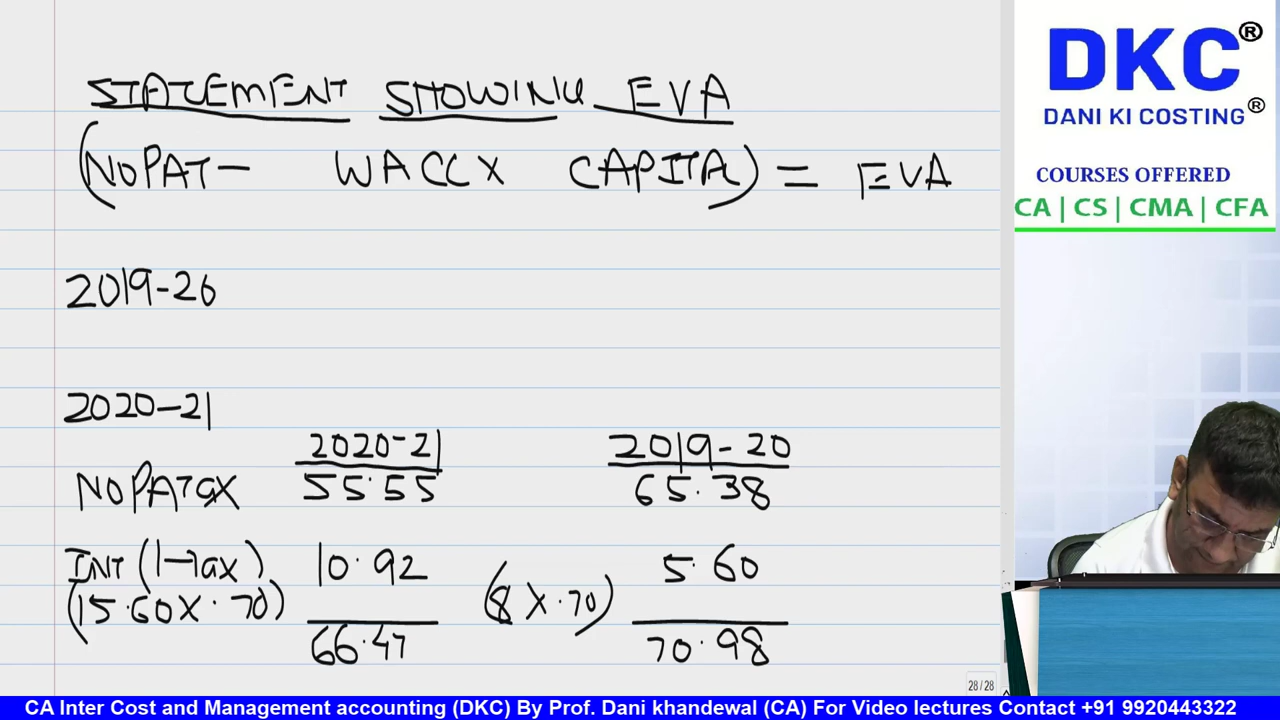 STATEMENT SHOWING EVA
(NOPAT - WACC X CAPITAL) = EVA
2019-20
2020-21
2020-21 2019-20
NOPATax 55.55 65.38
INT (1-Tax) 10.92 5.60
(15.60X.70) (8 X.70)
66.47 70.98
28/28
DKC®
DANI KI COSTING®
COURSES OFFERED
CA | CS | CMA | CFA
CA Inter Cost and Management accounting (DKC) By Prof. Dani khandewal (CA) For Video lectures Contact +91 9920443322